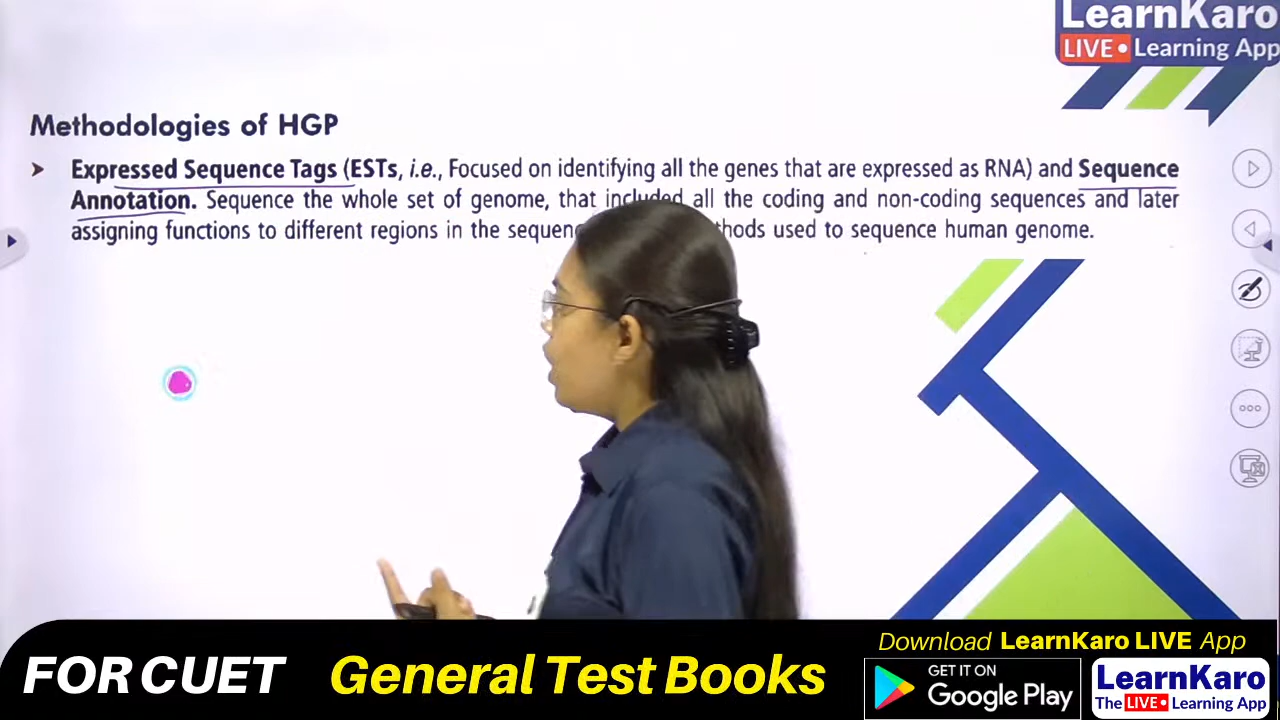 LearnKaro
LIVE • Learning App
Methodologies of HGP
➤ Expressed Sequence Tags (ESTs, i.e., Focused on identifying all the genes that are expressed as RNA) and Sequence
Annotation. Sequence the whole set of genome, that included all the coding and non-coding sequences and later
assigning functions to different regions in the used to sequence human genome.
Download LearnKaro LIVE App
FOR CUET General Test Books
GET IT ON
Google Play
LearnKaro
The LIVE • Learning App